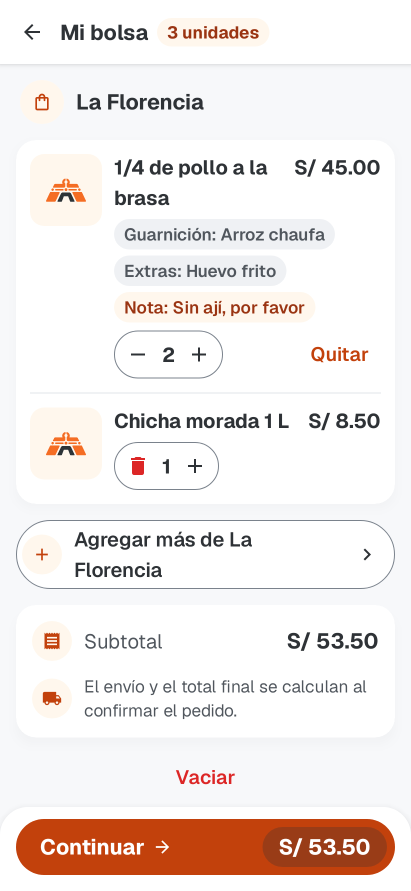 Mi bolsa 3 unidades
La Florencia
1/4 de pollo a la S/ 45.00
brasa
Guarnición: Arroz chaufa
Extras: Huevo frito
Nota: Sin ají, por favor
2 Quitar
Chicha morada 1 L S/ 8.50
1
Agregar más de La
Florencia
Subtotal S/ 53.50
El envío y el total final se calculan al
confirmar el pedido.
Vaciar
Continuar → S/ 53.50